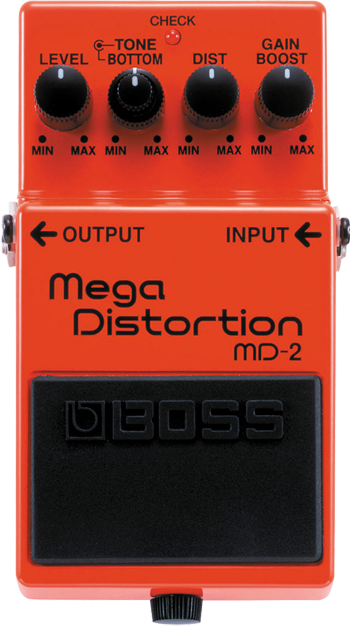 CHECK
LEVEL
TONE
BOTTOM
DIST
GAIN
BOOST
MIN MAX MIN MAX MIN MAX MIN MAX
OUTPUT INPUT
Mega
Distortion
MD-2
BOSS